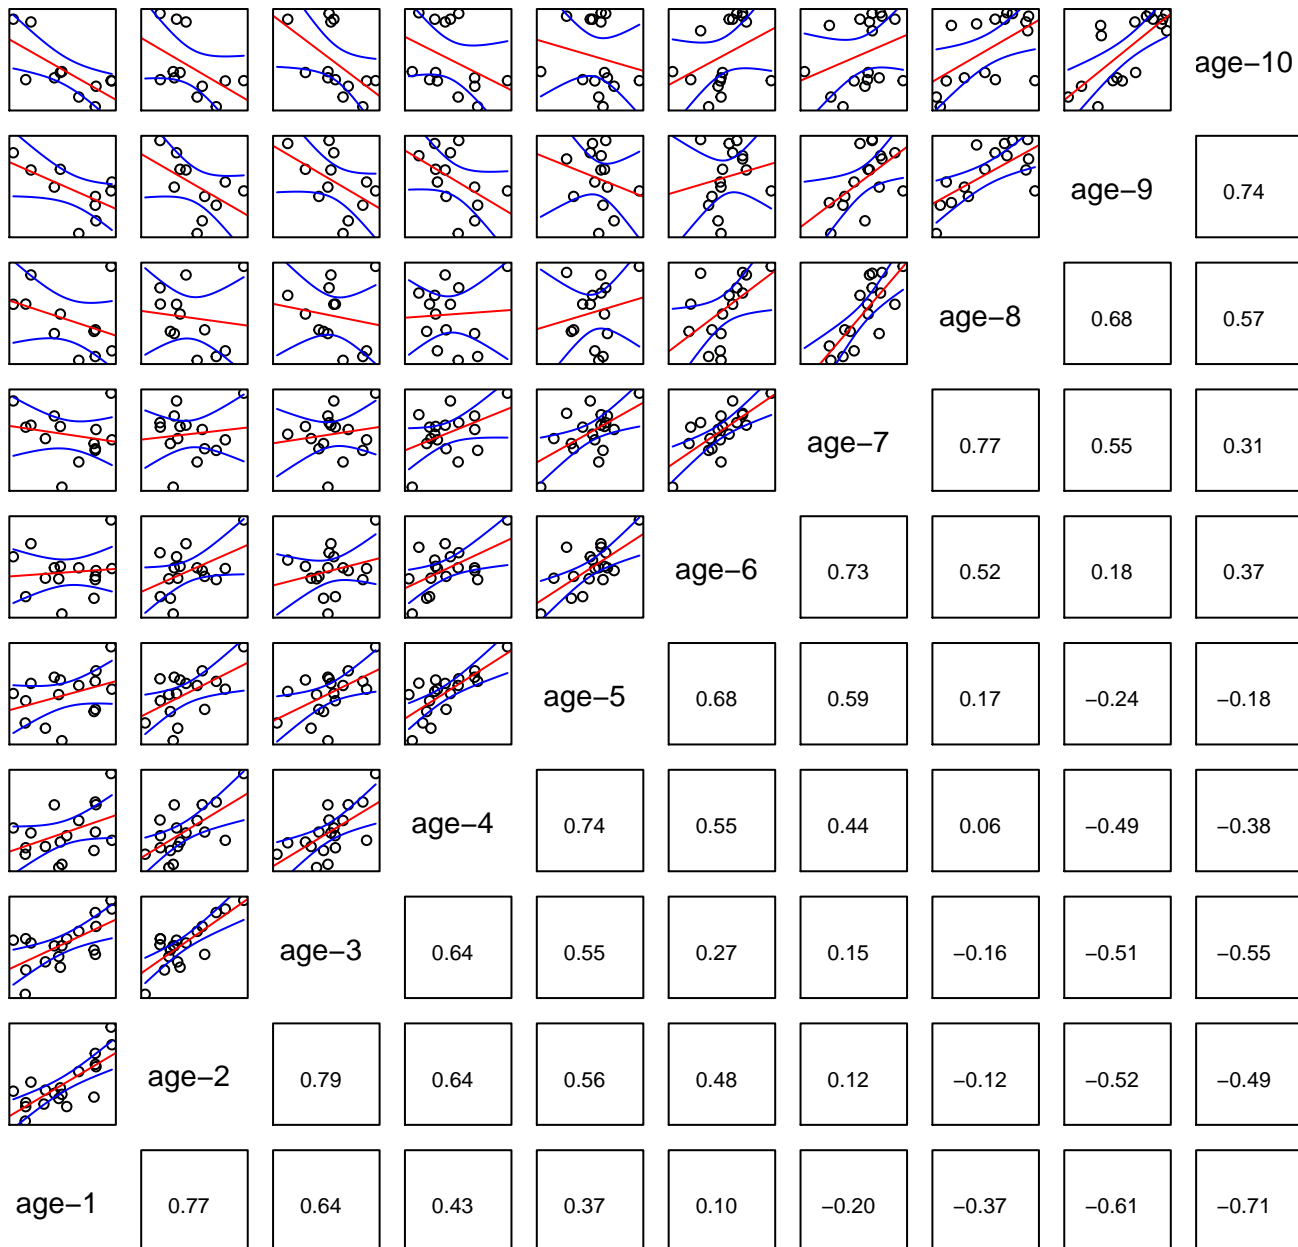 age−10
age−9 0.74
age−8 0.68 0.57
age−7 0.77 0.55 0.31
age−6 0.73 0.52 0.18 0.37
age−5 0.68 0.59 0.17 −0.24 −0.18
age−4 0.74 0.55 0.44 0.06 −0.49 −0.38
age−3 0.64 0.55 0.27 0.15 −0.16 −0.51 −0.55
age−2 0.79 0.64 0.56 0.48 0.12 −0.12 −0.52 −0.49
age−1 0.77 0.64 0.43 0.37 0.10 −0.20 −0.37 −0.61 −0.71